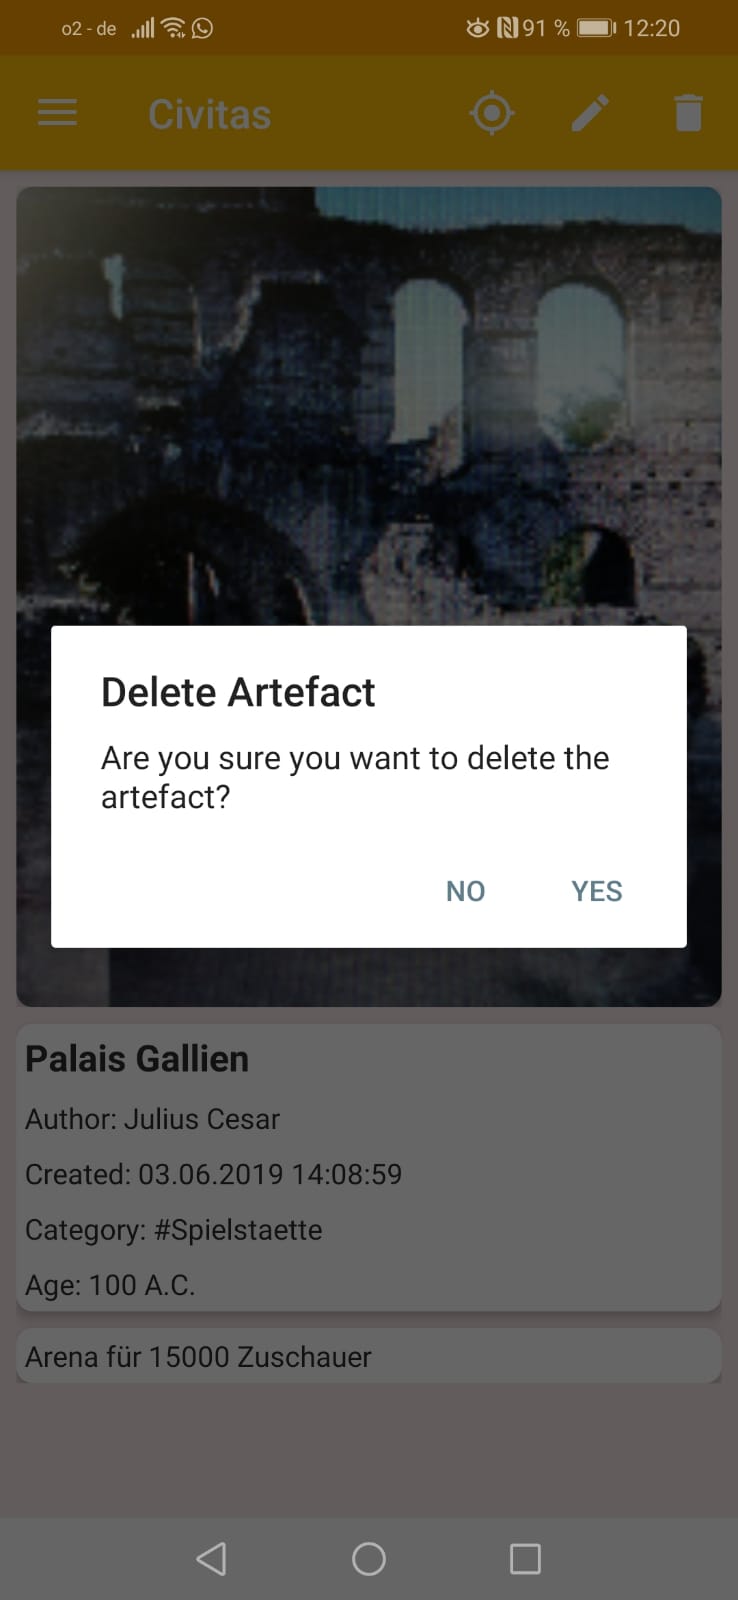 o2 - de 91 % 12:20
Civitas
Delete Artefact
Are you sure you want to delete the
artefact?
NO YES
Palais Gallien
Author: Julius Cesar
Created: 03.06.2019 14:08:59
Category: #Spielstaette
Age: 100 A.C.
Arena für 15000 Zuschauer